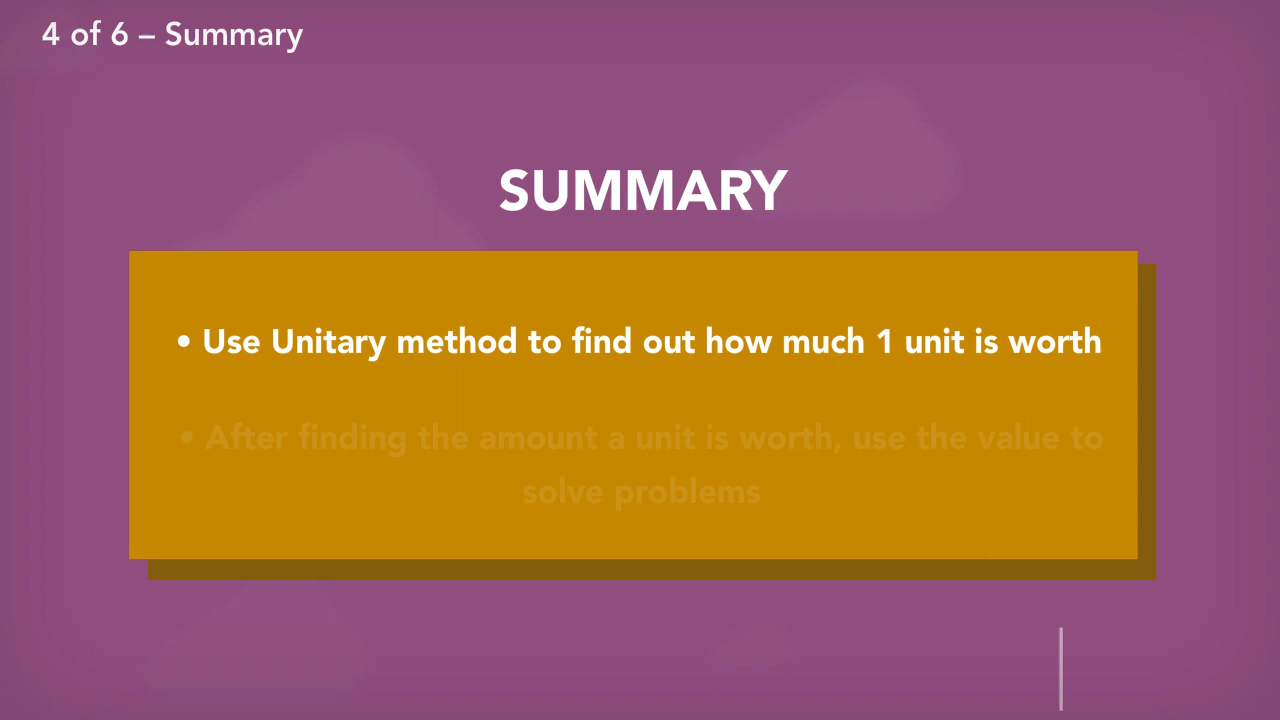 4 of 6 – Summary
SUMMARY
• Use Unitary method to find out how much 1 unit is worth
• After finding the amount a unit is worth, use the value to
solve problems